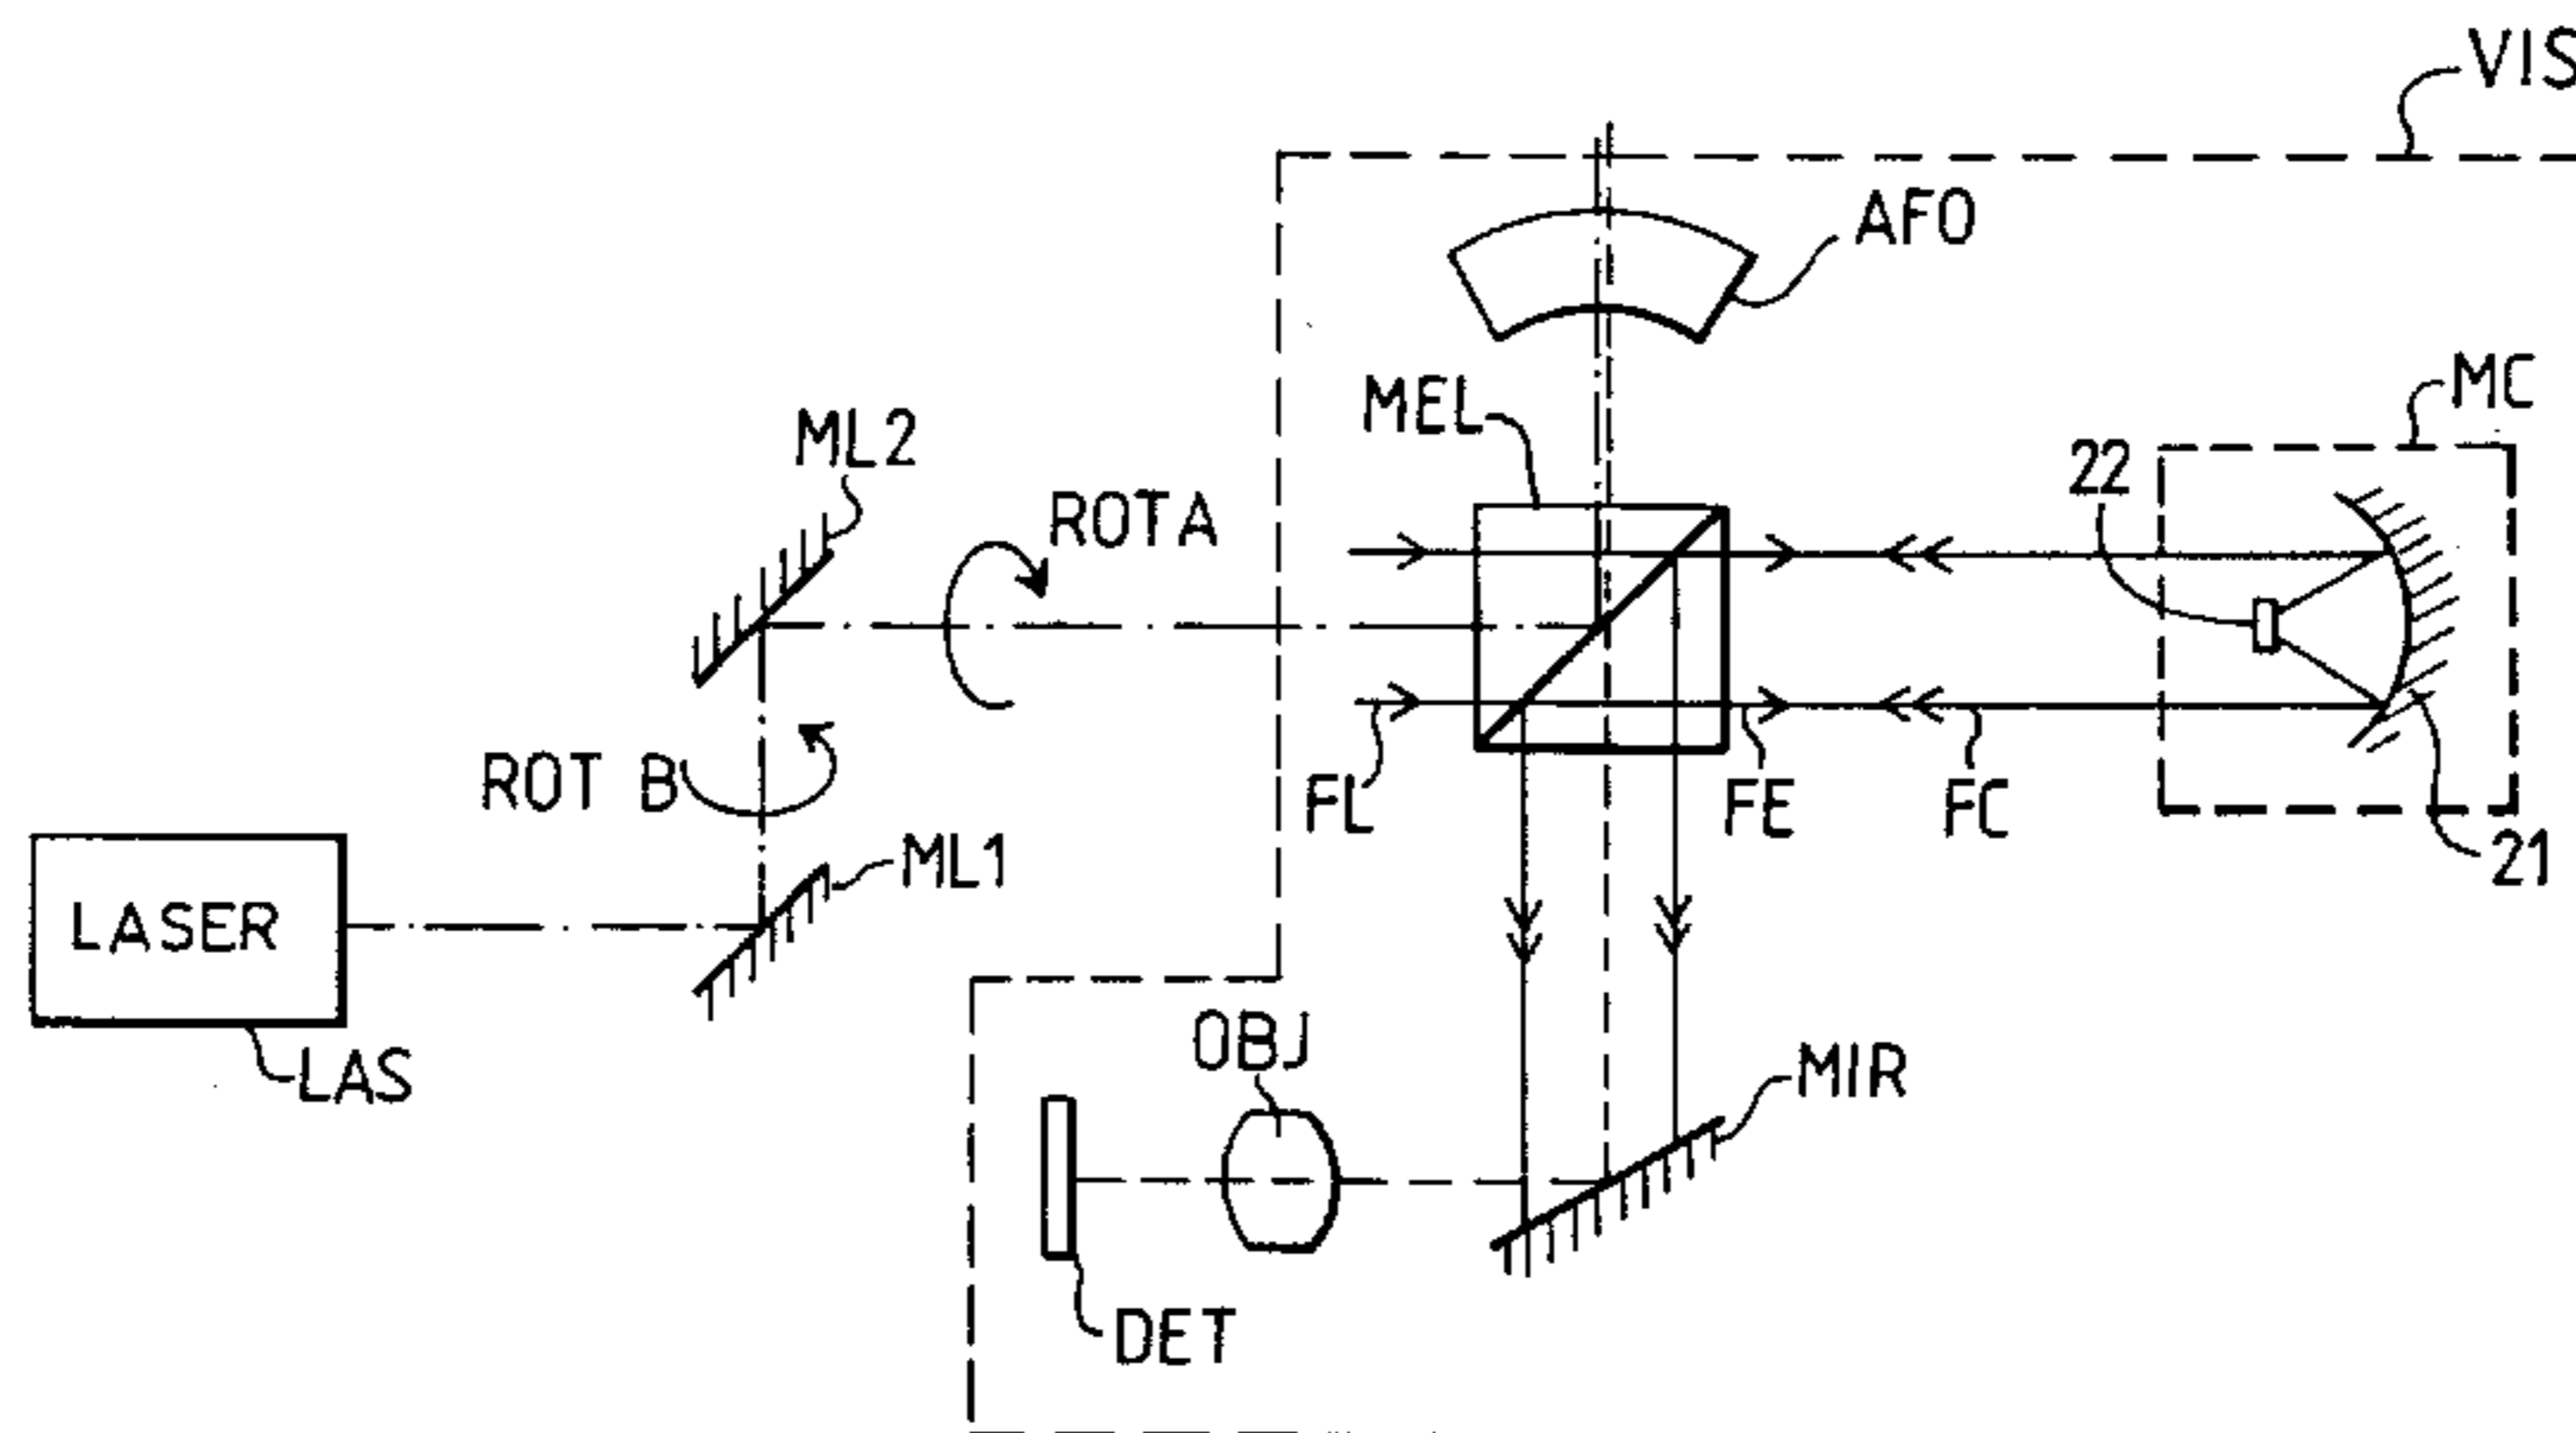 VIS
AFO
MEL
MC
22
ML2
ROTA
ROT B
FL
FE
FC
21
ML1
LASER
LAS
OBJ
MIR
DET